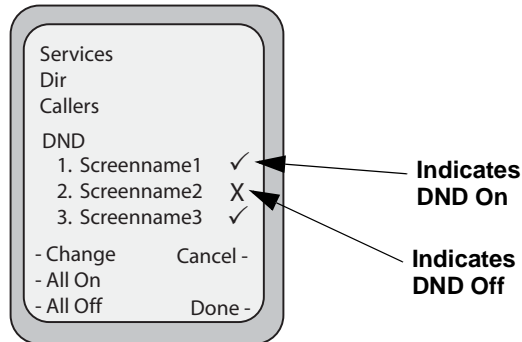 Services
Dir
Callers
DND
1. Screenname1 ✓
2. Screenname2 X
3. Screenname3 ✓
- Change Cancel -
- All On
- All Off Done -
Indicates
DND On
Indicates
DND Off